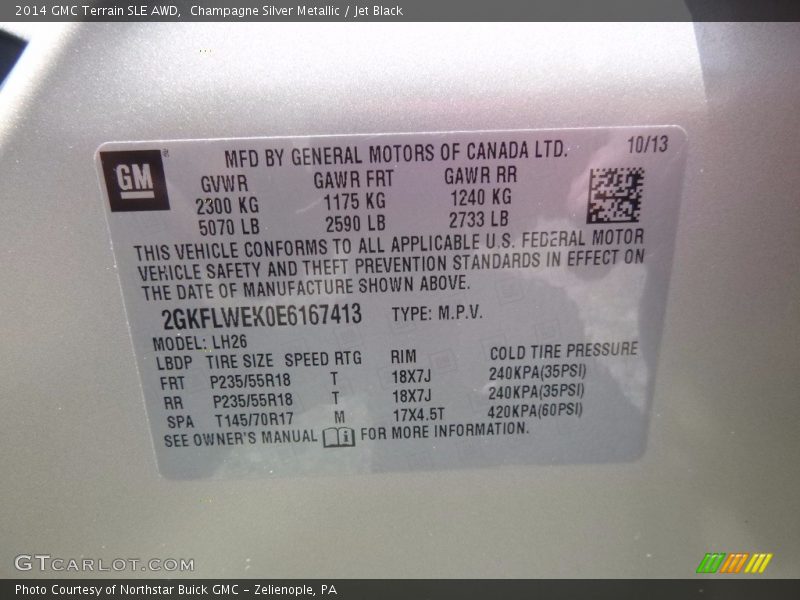 2014 GMC Terrain SLE AWD,  Champagne Silver Metallic / Jet Black
GM
®
MFD BY GENERAL MOTORS OF CANADA LTD.
10/13
GVWR GAWR FRT GAWR RR
2300 KG 1175 KG 1240 KG
5070 LB 2590 LB 2733 LB
THIS VEHICLE CONFORMS TO ALL APPLICABLE U.S. FEDERAL MOTOR
VEHICLE SAFETY AND THEFT PREVENTION STANDARDS IN EFFECT ON
THE DATE OF MANUFACTURE SHOWN ABOVE.
2GKFLWEK0E6167413 TYPE: M.P.V.
MODEL: LH26
LBDP TIRE SIZE SPEED RTG RIM COLD TIRE PRESSURE
FRT P235/55R18 T 18X7J 240KPA(35PSI)
RR P235/55R18 T 18X7J 240KPA(35PSI)
SPA T145/70R17 M 17X4.5T 420KPA(60PSI)
SEE OWNER'S MANUAL i FOR MORE INFORMATION.
GTCARLOT.COM
Photo Courtesy of Northstar Buick GMC - Zelienople, PA